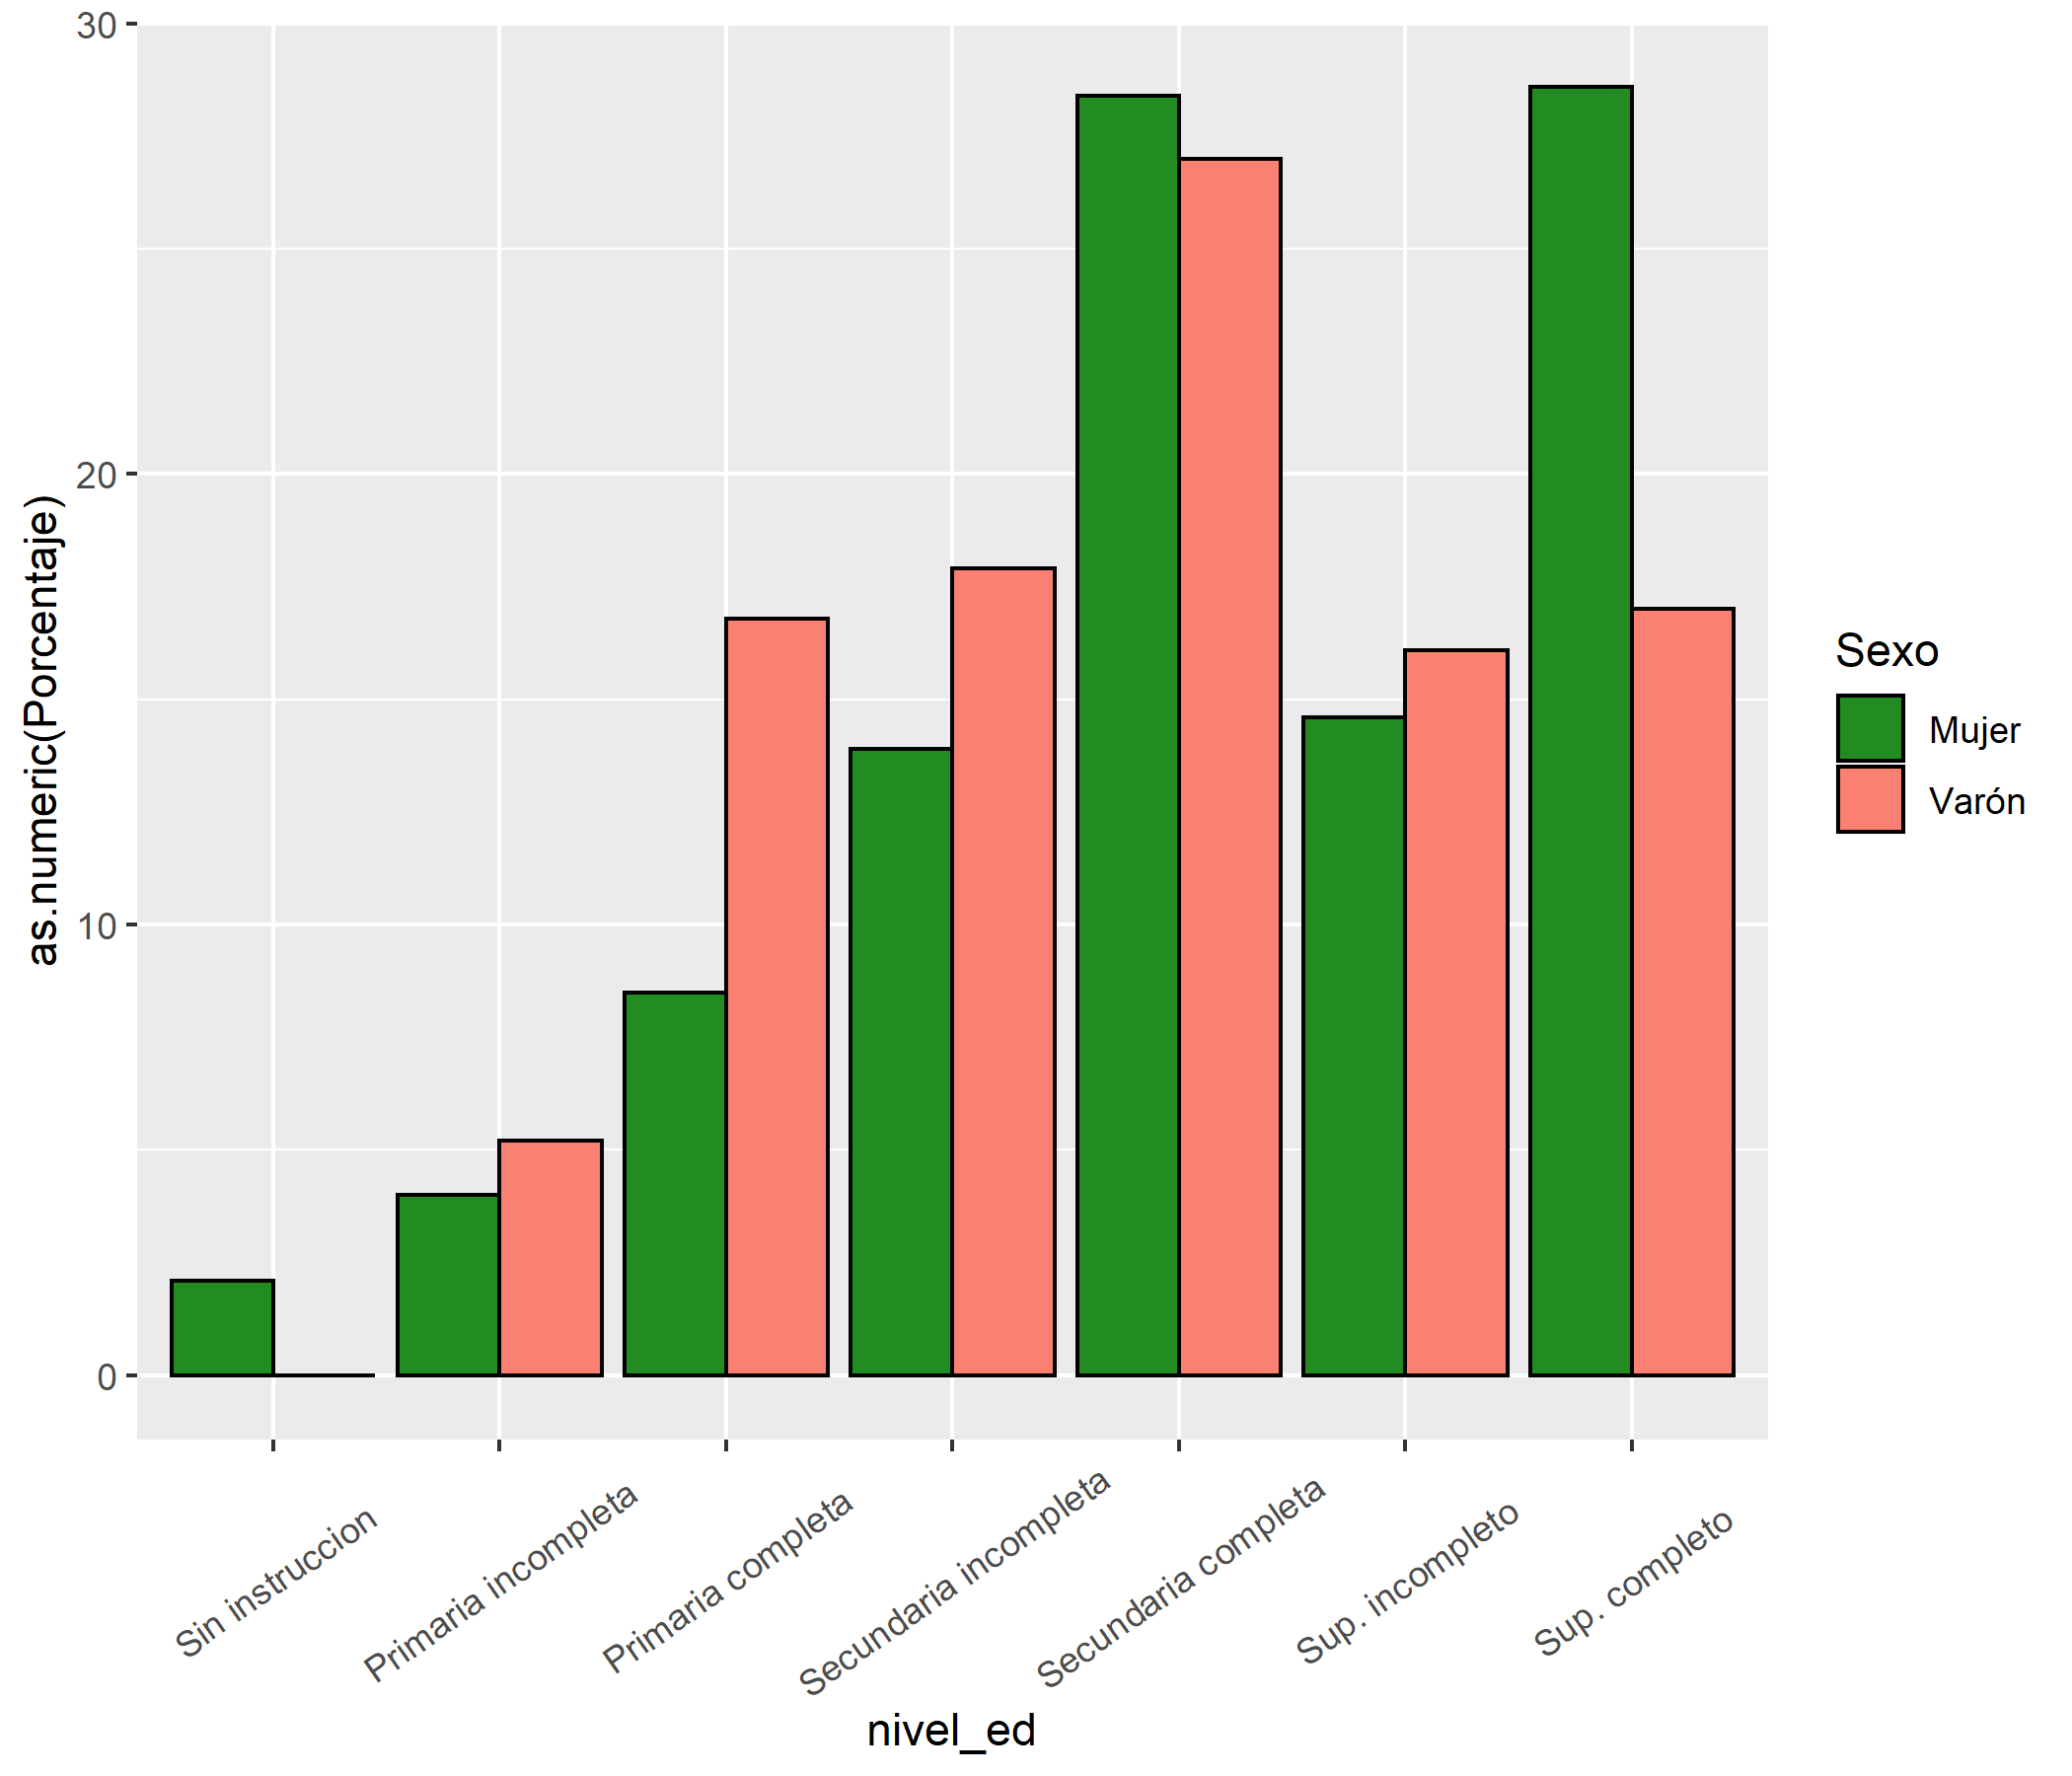 30
20
10
0
as.numeric(Porcentaje)
Sin instruccion
Primaria incompleta
Primaria completa
Secundaria incompleta
Secundaria completa
Sup. incompleto
Sup. completo
nivel_ed
Sexo
Mujer
Varón